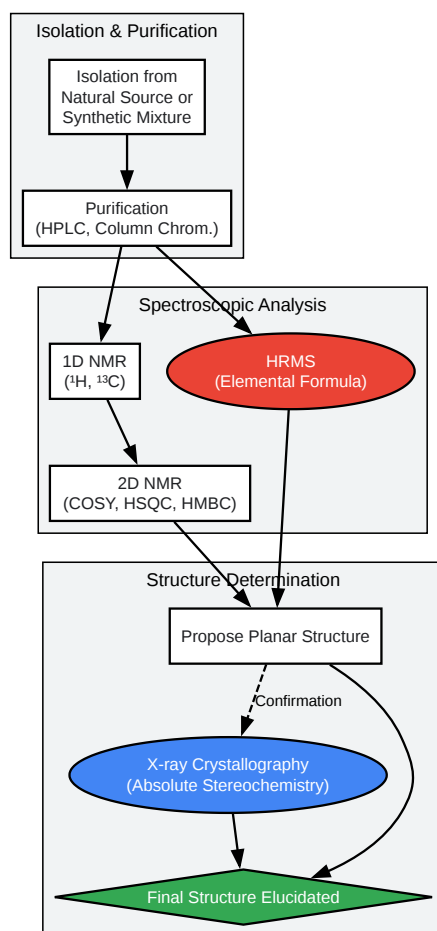 Isolation & Purification
Isolation from
Natural Source or
Synthetic Mixture
Purification
(HPLC, Column Chrom.)
Spectroscopic Analysis
1D NMR
(¹H, ¹³C)
HRMS
(Elemental Formula)
2D NMR
(COSY, HSQC, HMBC)
Structure Determination
Propose Planar Structure
Confirmation
X-ray Crystallography
(Absolute Stereochemistry)
Final Structure Elucidated